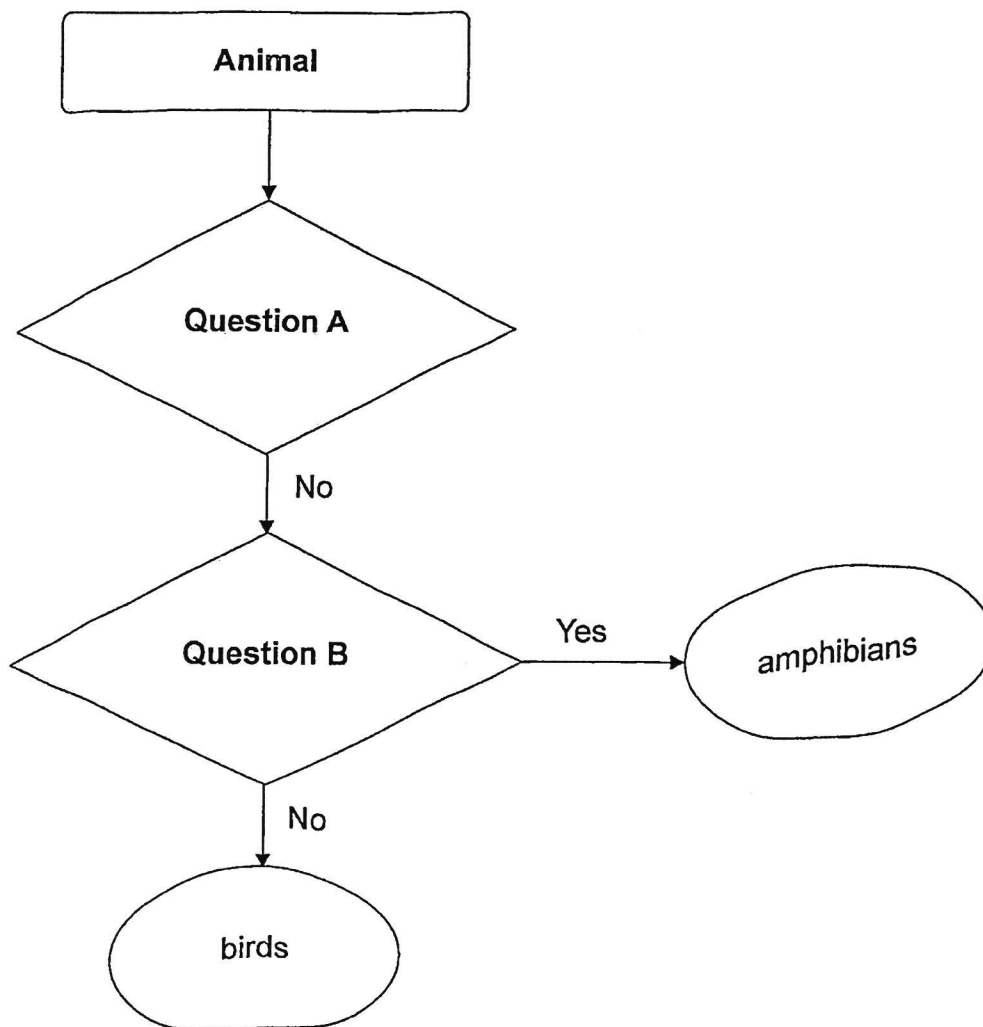 Animal
Question A
No
Question B
Yes
amphibians
No
birds